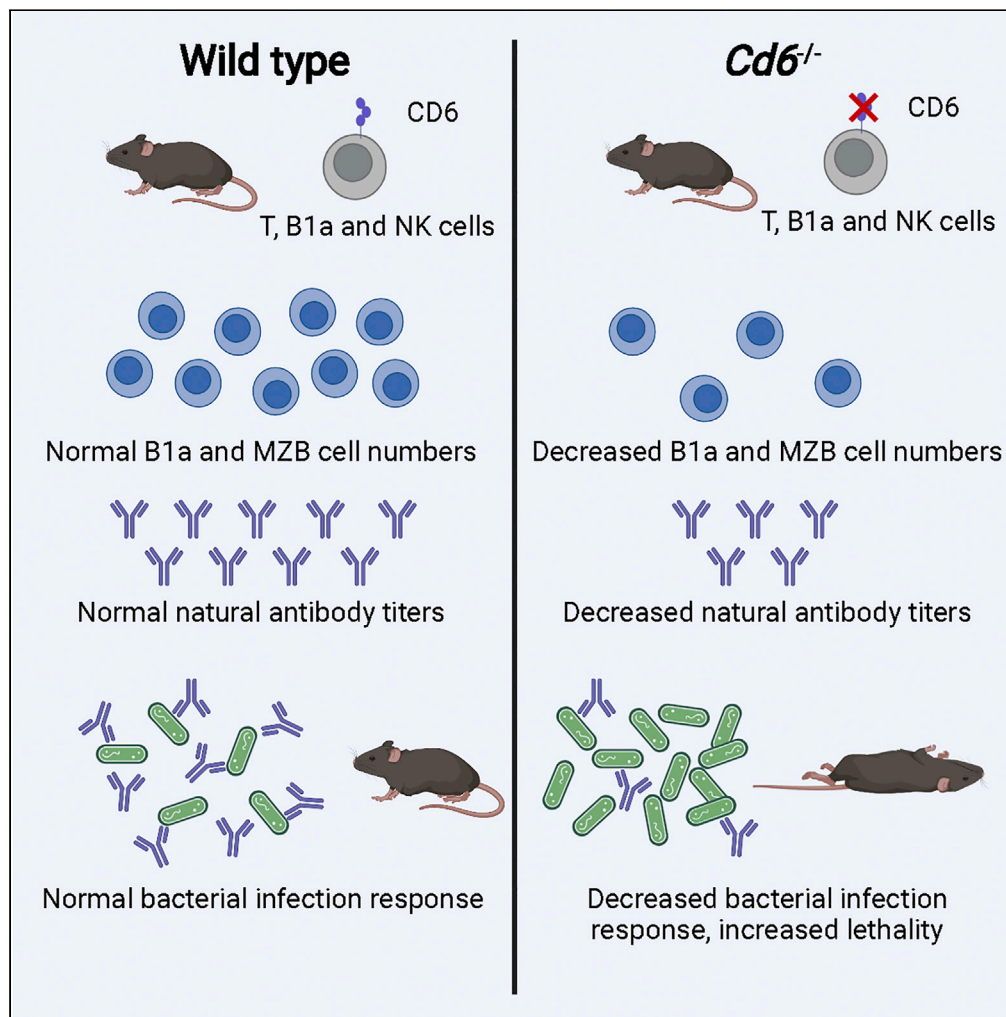 Wild type
CD6
T, B1a and NK cells
Normal B1a and MZB cell numbers
Normal natural antibody titers
Normal bacterial infection response
Cd6-/-
CD6
T, B1a and NK cells
Decreased B1a and MZB cell numbers
Decreased natural antibody titers
Decreased bacterial infection
response, increased lethality